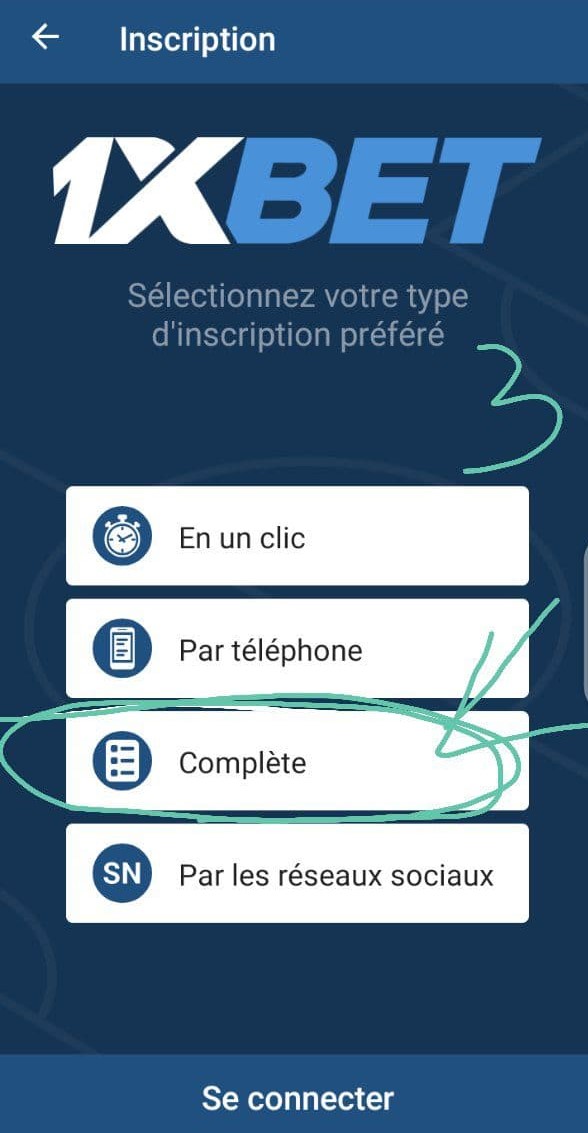 Inscription
1XBET
Sélectionnez votre type
d'inscription préféré
3
En un clic
Par téléphone
Complète
SN Par les réseaux sociaux
Se connecter